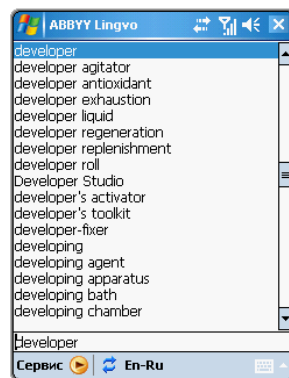 ABBYY Lingvo
developer
developer agitator
developer antioxidant
developer exhaustion
developer liquid
developer regeneration
developer replenishment
developer roll
Developer Studio
developer's activator
developer's toolkit
developer-fixer
developing
developing agent
developing apparatus
developing bath
developing chamber
developer
Сервис En-Ru